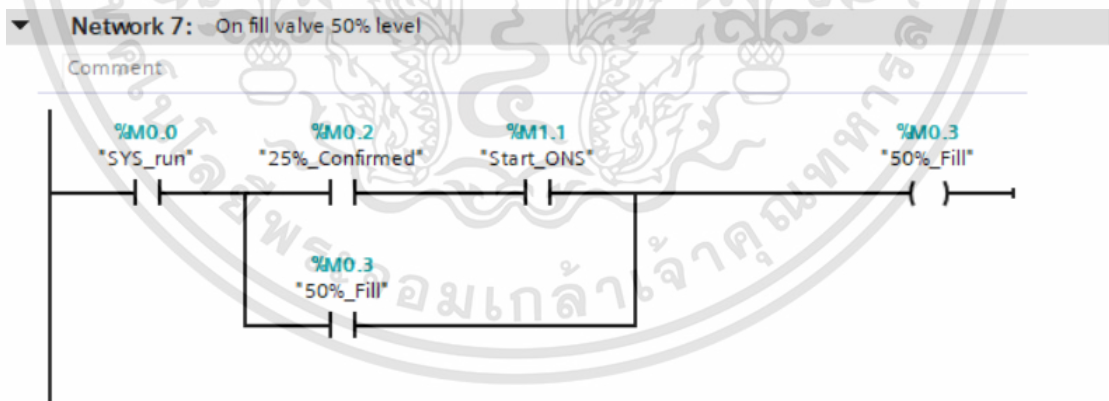 Network 7: On fill valve 50% level
Comment
%M0.0 %M0.2 %M1.1 %M0.3
"SYS_run" "25%_Confirmed" "Start_ONS" "50%_Fill"
%M0.3
"50%_Fill"